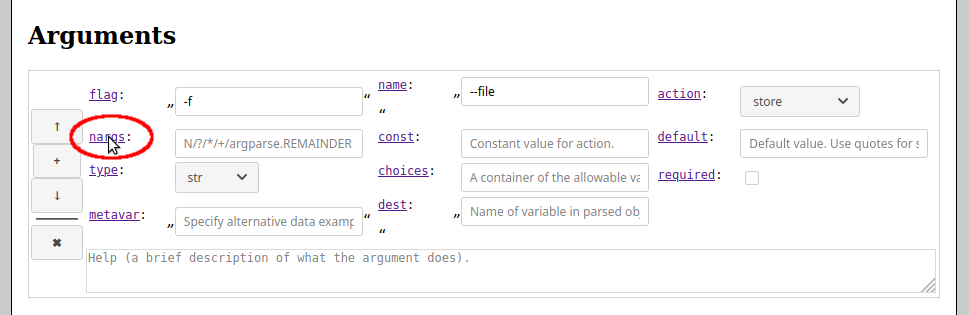 Arguments
flag: „ -f “ name: „ --file “ action: store
nargs: N/?/*/+/argparse.REMAINDER const: Constant value for action. default: Default value. Use quotes for s
type: str choices: A container of the allowable va required:
metavar: „ Specify alternative data examp “ dest: „ Name of variable in parsed ob “
Help (a brief description of what the argument does).
↑
+
↓
✖